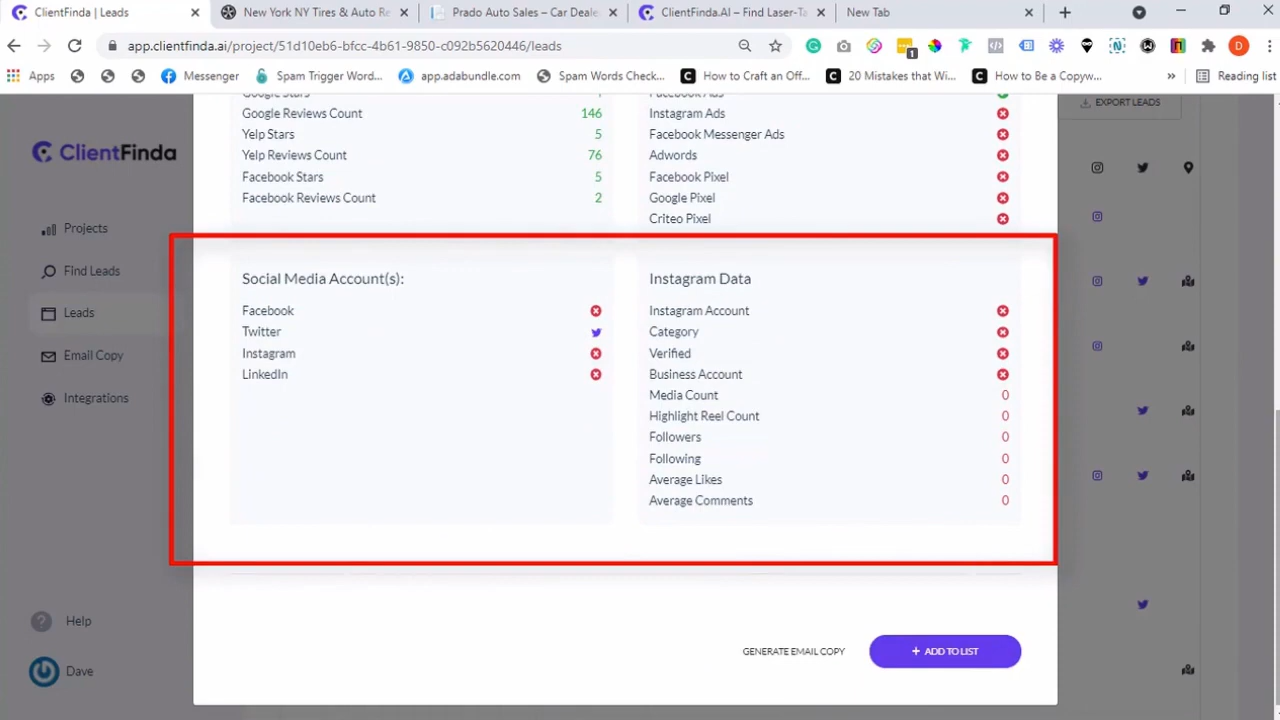 ClientFinda | Leads
New York NY Tires & Auto Re
Prado Auto Sales – Car Deale
ClientFinda.AI – Find Laser-Ta
New Tab
app.clientfinda.ai/project/51d10eb6-bfcc-4b61-9850-c092b5620446/leads
1
D
Apps
Messenger
Spam Trigger Word...
app.adabundle.com
Spam Words Check...
How to Craft an Off...
20 Mistakes that Wi...
How to Be a Copyw...
»
Reading list
ClientFinda
Projects
Find Leads
Leads
Email Copy
Integrations
? Help
Dave
EXPORT LEADS
Google Stars
Google Reviews Count 146
Yelp Stars 5
Yelp Reviews Count 76
Facebook Stars 5
Facebook Reviews Count 2
Facebook Ads
Instagram Ads
Facebook Messenger Ads
Adwords
Facebook Pixel
Google Pixel
Criteo Pixel
Social Media Account(s):
Facebook
Twitter
Instagram
LinkedIn
Instagram Data
Instagram Account
Category
Verified
Business Account
Media Count 0
Highlight Reel Count 0
Followers 0
Following 0
Average Likes 0
Average Comments 0
GENERATE EMAIL COPY
+ ADD TO LIST